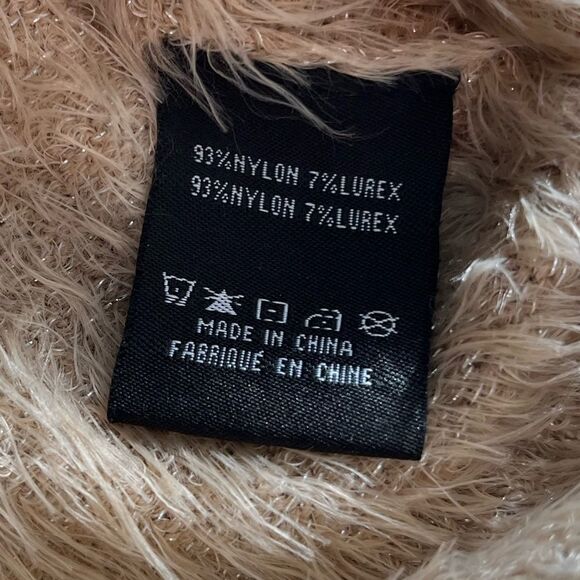 93%NYLON 7%LUREX
93%NYLON 7%LUREX
MADE IN CHINA
FABRIQUÉ EN CHINE